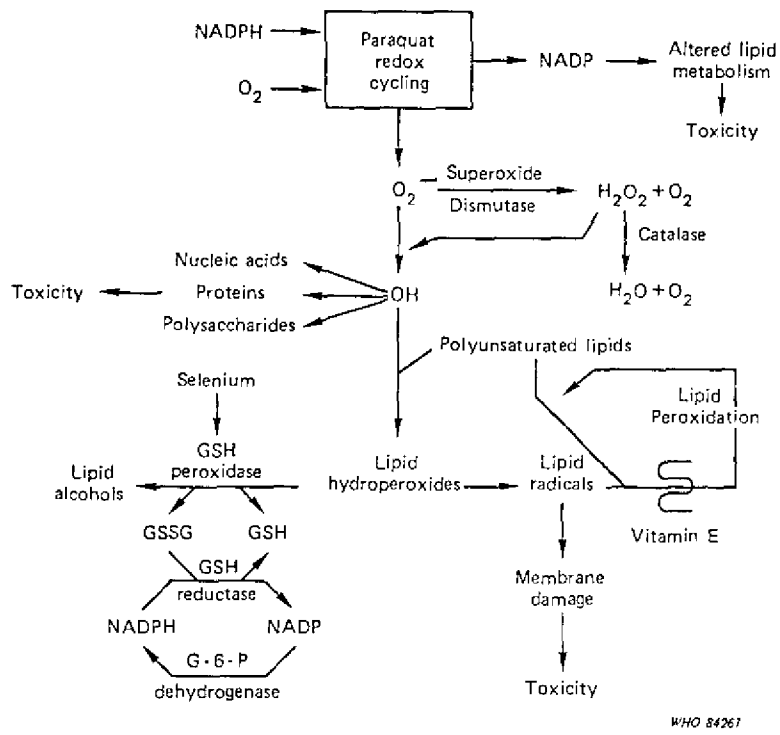 NADPH
O2
Paraquat
redox
cycling
NADP
Altered lipid
metabolism
Toxicity
O2−
Superoxide
Dismutase
H2O2 + O2
Catalase
H2O + O2
Nucleic acids
Toxicity
Proteins
OH
Polysaccharides
Polyunsaturated lipids
Selenium
Lipid
Peroxidation
GSH
peroxidase
Lipid
alcohols
Lipid
hydroperoxides
Lipid
radicals
Vitamin E
GSSG
GSH
GSH
reductase
Membrane
damage
NADPH
NADP
G-6-P
dehydrogenase
Toxicity
WHO 84261